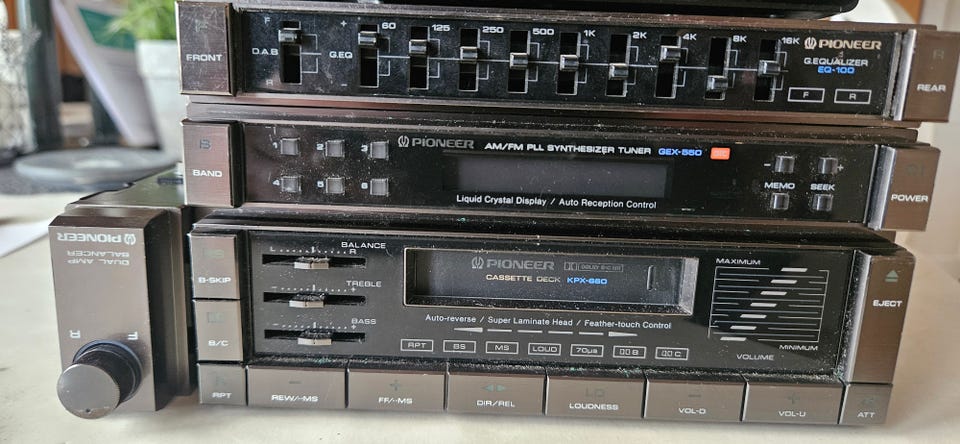 F + 60 125 250 500 1K 2K 4K 8K 16K PIONEER
FRONT D.A.B G.EQ G.EQUALIZER
R - EQ-100 REAR
F R
B PIONEER AM/FM PLL SYNTHESIZER TUNER GEX-550
1 2 3 - +
BAND MEMO SEEK POWER
4 5 6
Liquid Crystal Display / Auto Reception Control
PIONEER
DUAL AMP
BALANCER
F
R
BALANCE
L R
TREBLE
- +
BASS
- +
B-SKIP
B/C
PIONEER DOLBY B-C NR
CASSETTE DECK KPX-660
Auto-reverse / Super Laminate Head / Feather-touch Control
RPT BS MS LOUD 70µs B C
MAXIMUM
MINIMUM
VOLUME
EJECT
RPT REW/-MS FF/-MS DIR/REL LOUDNESS VOL-D VOL-U ATT